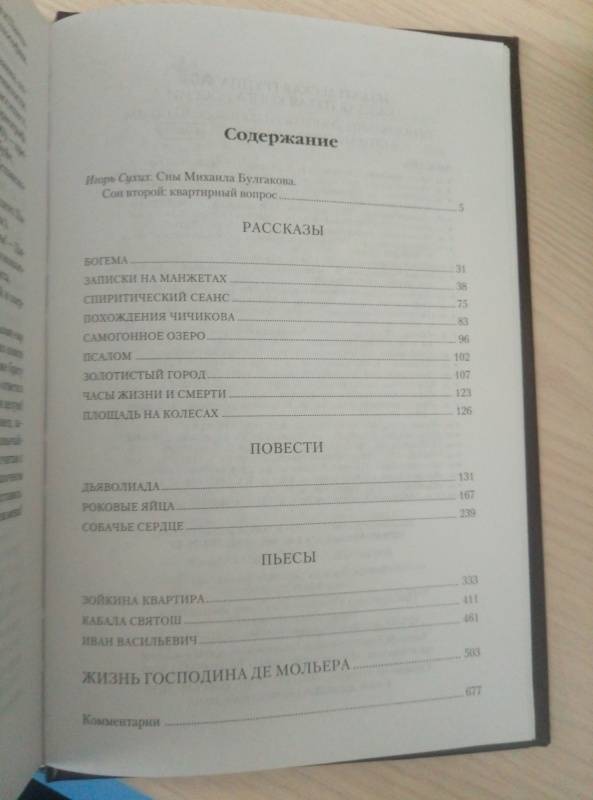 Содержание
Игорь Сухих. Сны Михаила Булгакова.
Сон второй: квартирный вопрос 5
РАССКАЗЫ
БОГЕМА 31
ЗАПИСКИ НА МАНЖЕТАХ 38
СПИРИТИЧЕСКИЙ СЕАНС 75
ПОХОЖДЕНИЯ ЧИЧИКОВА 83
САМОГОННОЕ ОЗЕРО 96
ПСАЛОМ 102
ЗОЛОТИСТЫЙ ГОРОД 107
ЧАСЫ ЖИЗНИ И СМЕРТИ 123
ПЛОЩАДЬ НА КОЛЕСАХ 126
ПОВЕСТИ
ДЬЯВОЛИАДА 131
РОКОВЫЕ ЯЙЦА 167
СОБАЧЬЕ СЕРДЦЕ 239
ПЬЕСЫ
ЗОЙКИНА КВАРТИРА 333
КАБАЛА СВЯТОШ 411
ИВАН ВАСИЛЬЕВИЧ 461
ЖИЗНЬ ГОСПОДИНА ДЕ МОЛЬЕРА 503
Комментарии 677